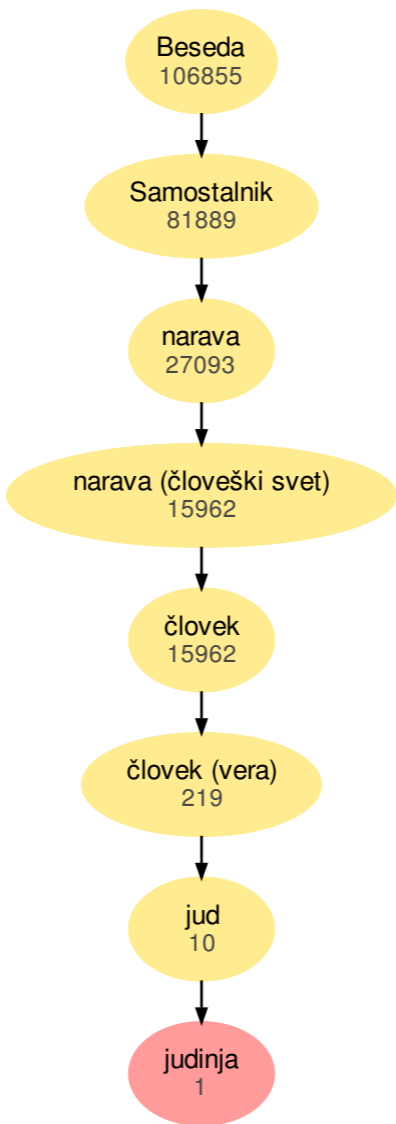 Beseda
106855
Samostalnik
81889
narava
27093
narava (človeški svet)
15962
človek
15962
človek (vera)
219
jud
10
judinja
1